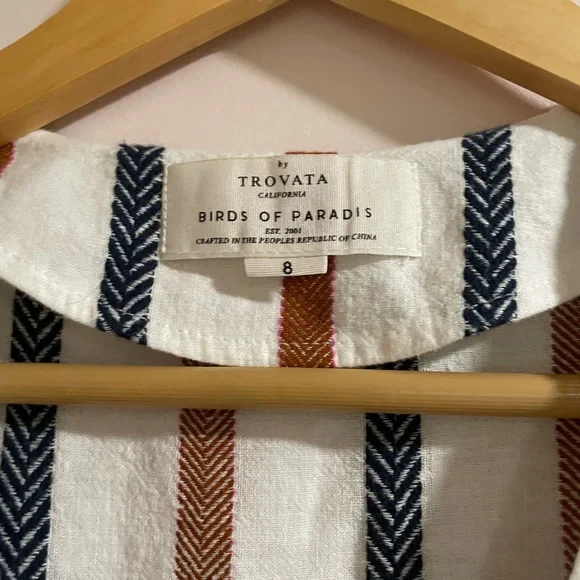 by
TROVATA
CALIFORNIA
BIRDS OF PARADIS
EST. 2001
CRAFTED IN THE PEOPLES REPUBLIC OF CHINA
8